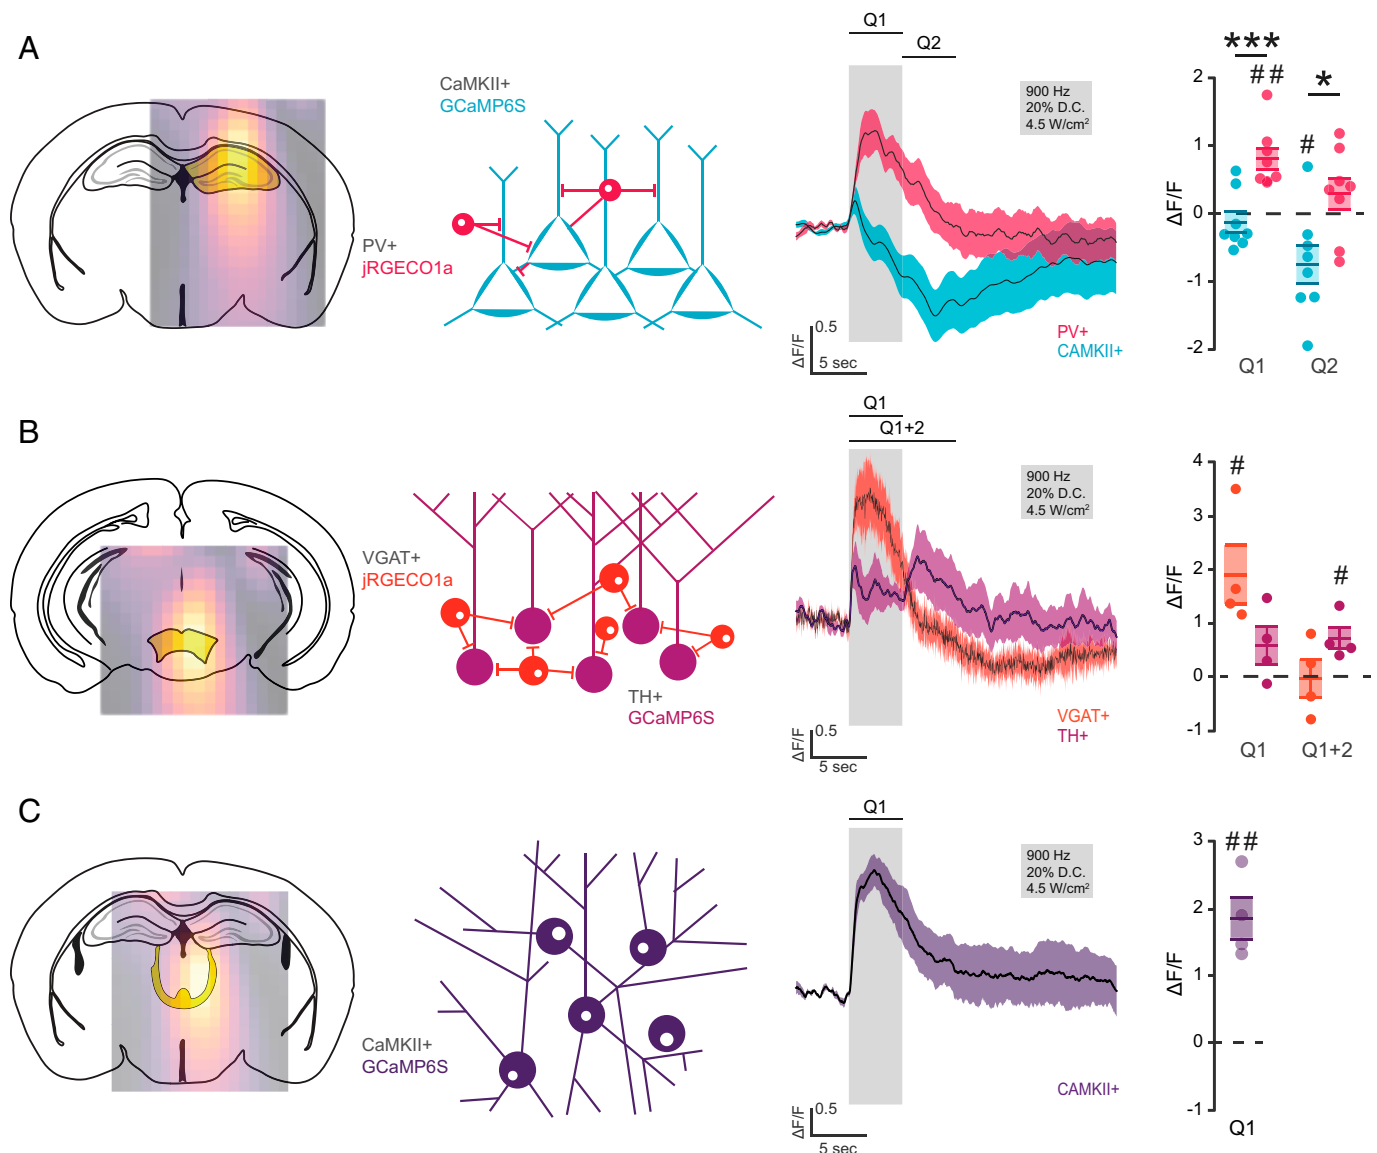 A
CaMKII+
GCaMP6S
PV+
jRGECO1a
Q1
Q2
900 Hz
20% D.C.
4.5 W/cm²
PV+
CAMKII+
ΔF/F
0.5
5 sec
***
##
#
*
ΔF/F
2
1
0
-1
-2
Q1
Q2
B
VGAT+
jRGECO1a
TH+
GCaMP6S
Q1
Q1+2
900 Hz
20% D.C.
4.5 W/cm²
VGAT+
TH+
ΔF/F
0.5
5 sec
#
#
ΔF/F
4
3
2
1
0
-1
Q1
Q1+2
C
CaMKII+
GCaMP6S
Q1
900 Hz
20% D.C.
4.5 W/cm²
CAMKII+
ΔF/F
0.5
5 sec
##
ΔF/F
3
2
1
0
-1
Q1